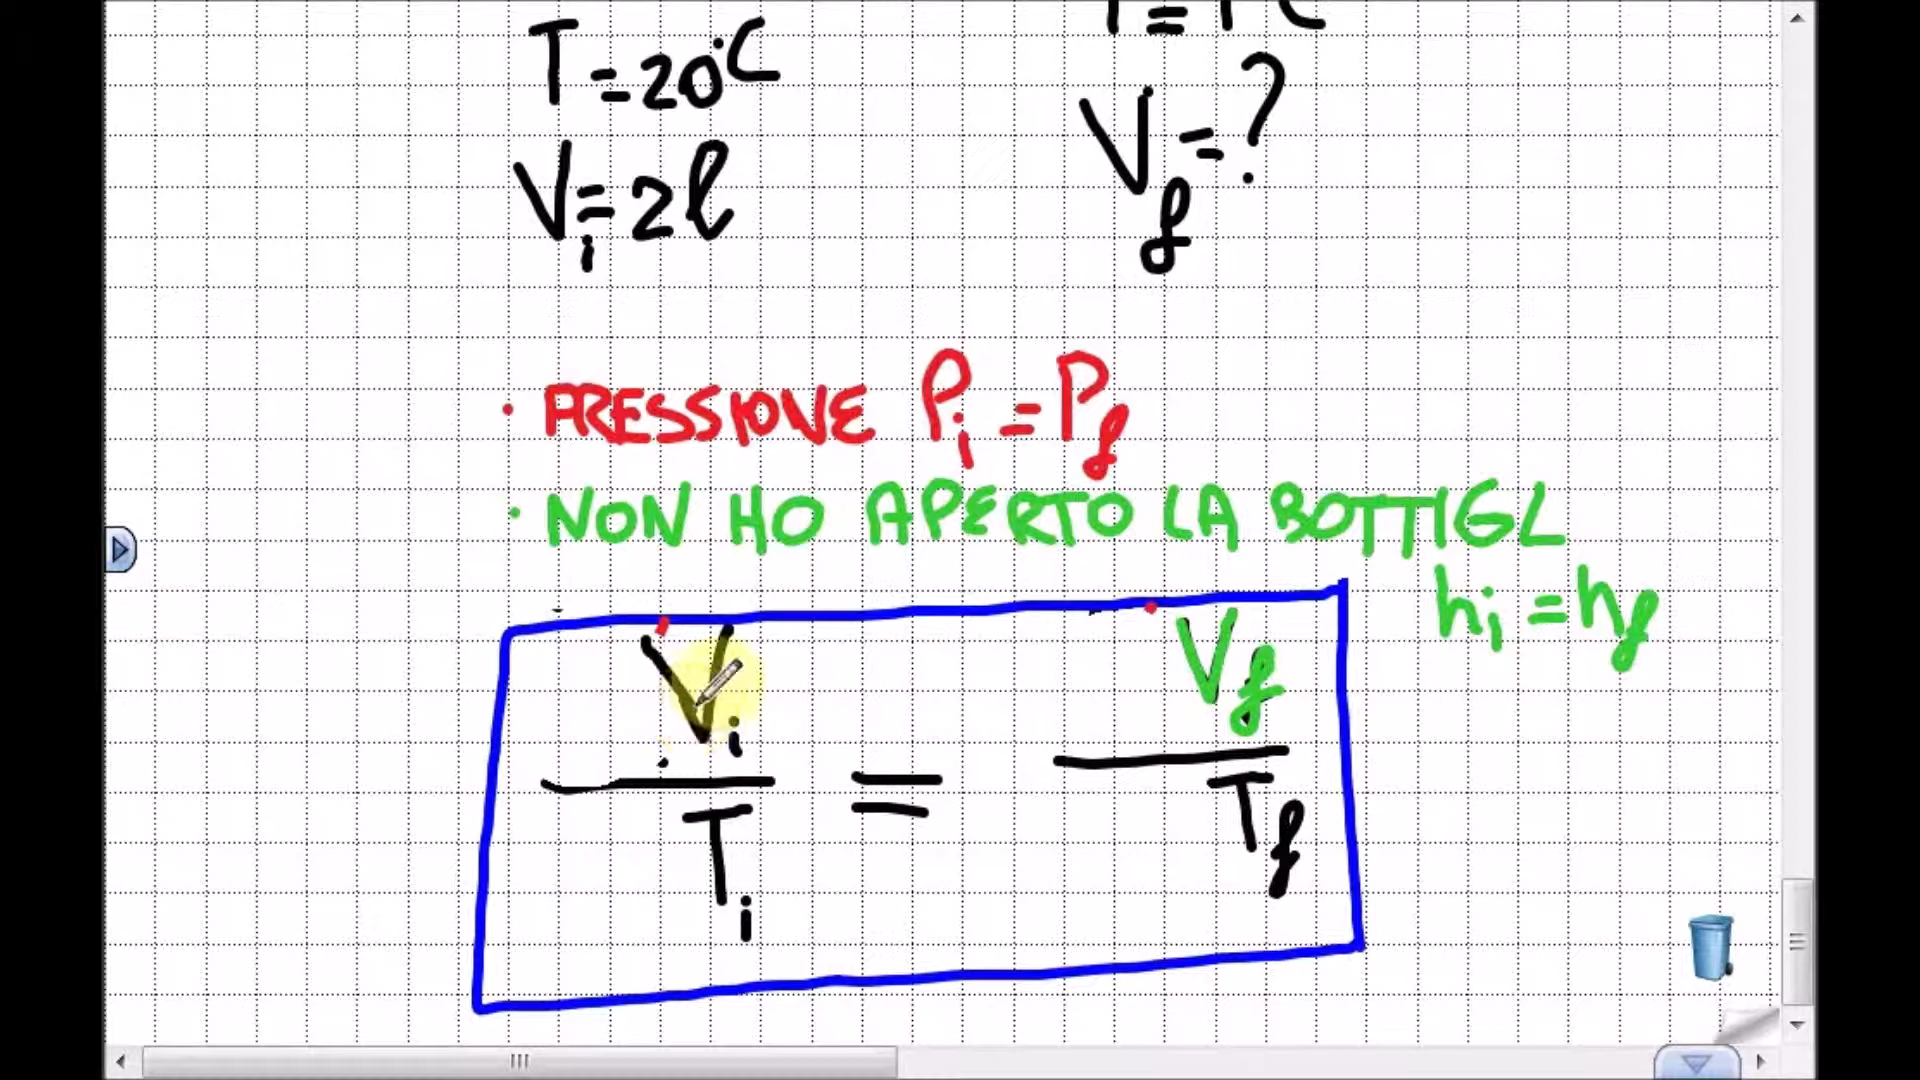 T=20°C
Vi=2l
Vf=?
· PRESSIONE Pi=Pf
· NON HO APERTO LA BOTTIGL
hi=hf
Vi/Ti = Vf/Tf